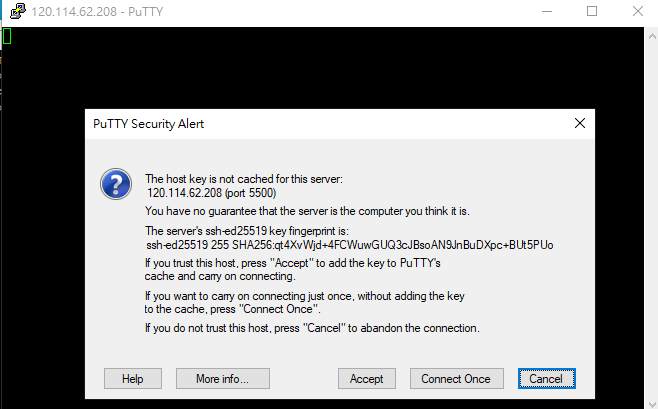 120.114.62.208 - PuTTY
PuTTY Security Alert
The host key is not cached for this server:
120.114.62.208 (port 5500)
You have no guarantee that the server is the computer you think it is.
The server's ssh-ed25519 key fingerprint is:
ssh-ed25519 255 SHA256:qt4XvWjd+4FCWuwGUQ3cJBsoAN9JnBuDXpc+BUt5PUo
If you trust this host, press "Accept" to add the key to PuTTY's
cache and carry on connecting.
If you want to carry on connecting just once, without adding the key
to the cache, press "Connect Once".
If you do not trust this host, press "Cancel" to abandon the connection.
Help More info... Accept Connect Once Cancel